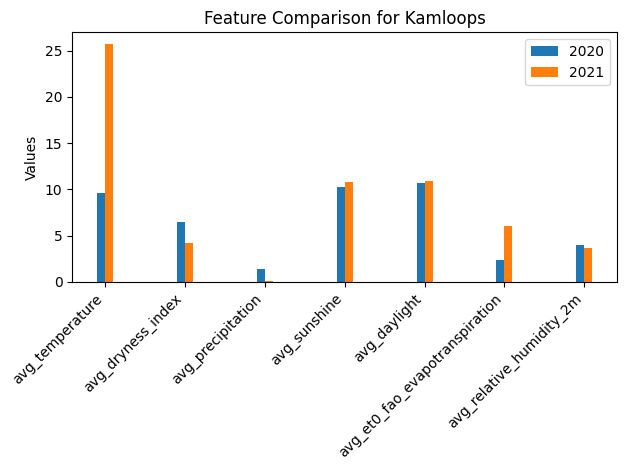 Feature Comparison for Kamloops
2020
2021
Values
25
20
15
10
5
0
avg_temperature
avg_dryness_index
avg_precipitation
avg_sunshine
avg_daylight
avg_et0_fao_evapotranspiration
avg_relative_humidity_2m